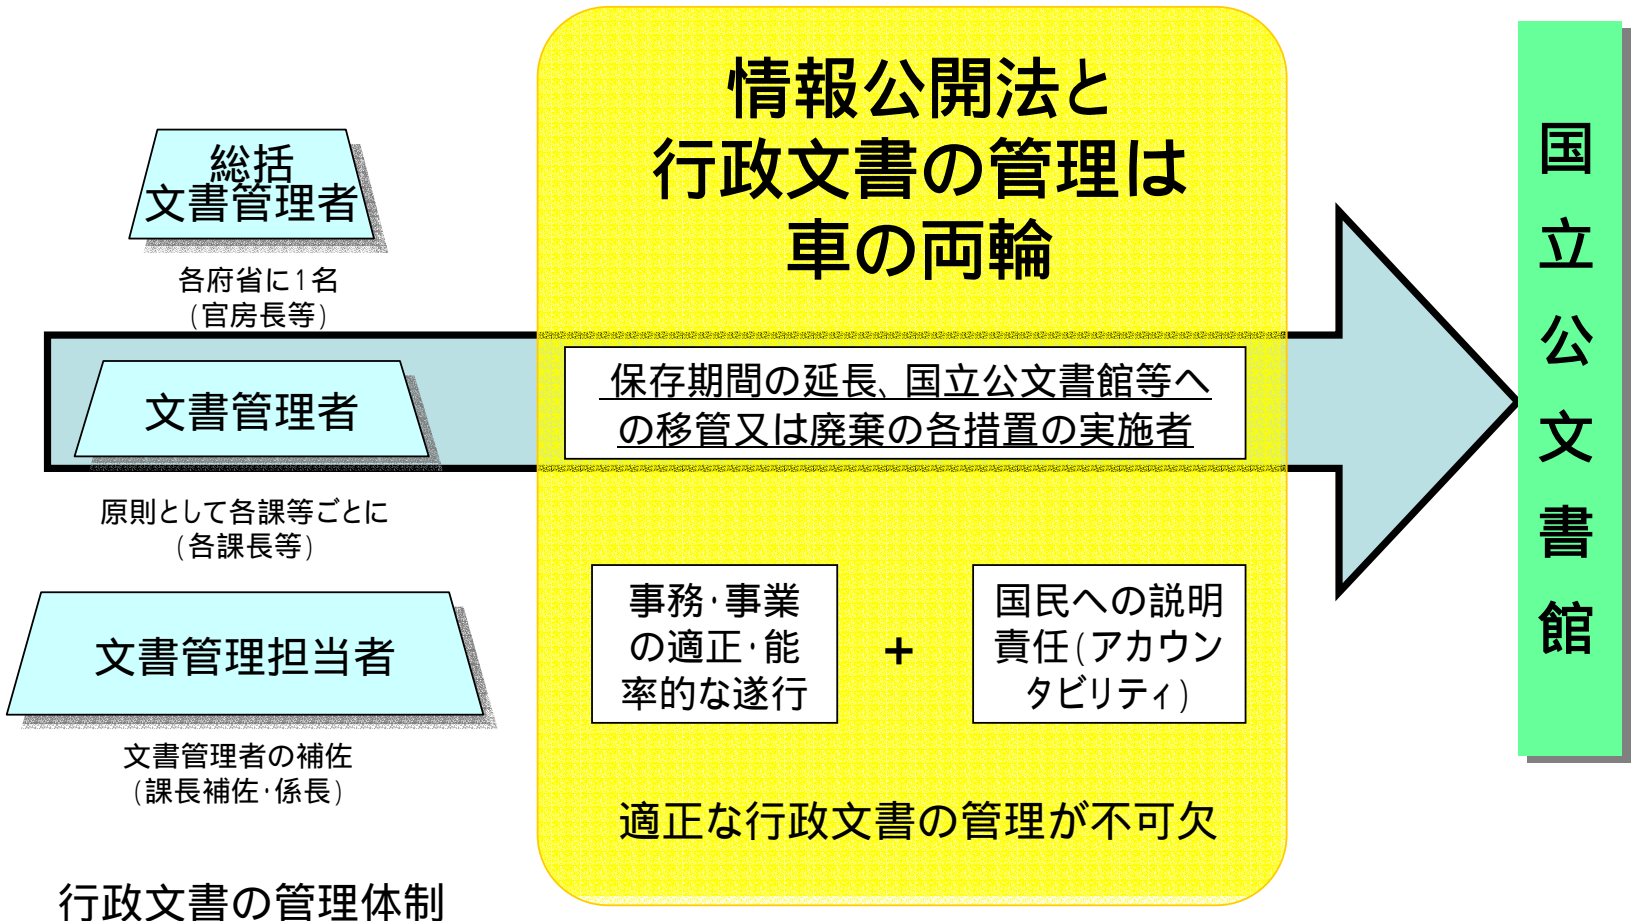 総括
文書管理者
各府省に1名
(官房長等)
文書管理者
原則として各課等ごとに
(各課長等)
文書管理担当者
文書管理者の補佐
(課長補佐・係長)
行政文書の管理体制
情報公開法と
行政文書の管理は
車の両輪
保存期間の延長、国立公文書館等へ
の移管又は廃棄の各措置の実施者
事務・事業
の適正・能
率的な遂行
+
国民への説明
責任(アカウン
タビリティ)
適正な行政文書の管理が不可欠
国立公文書館